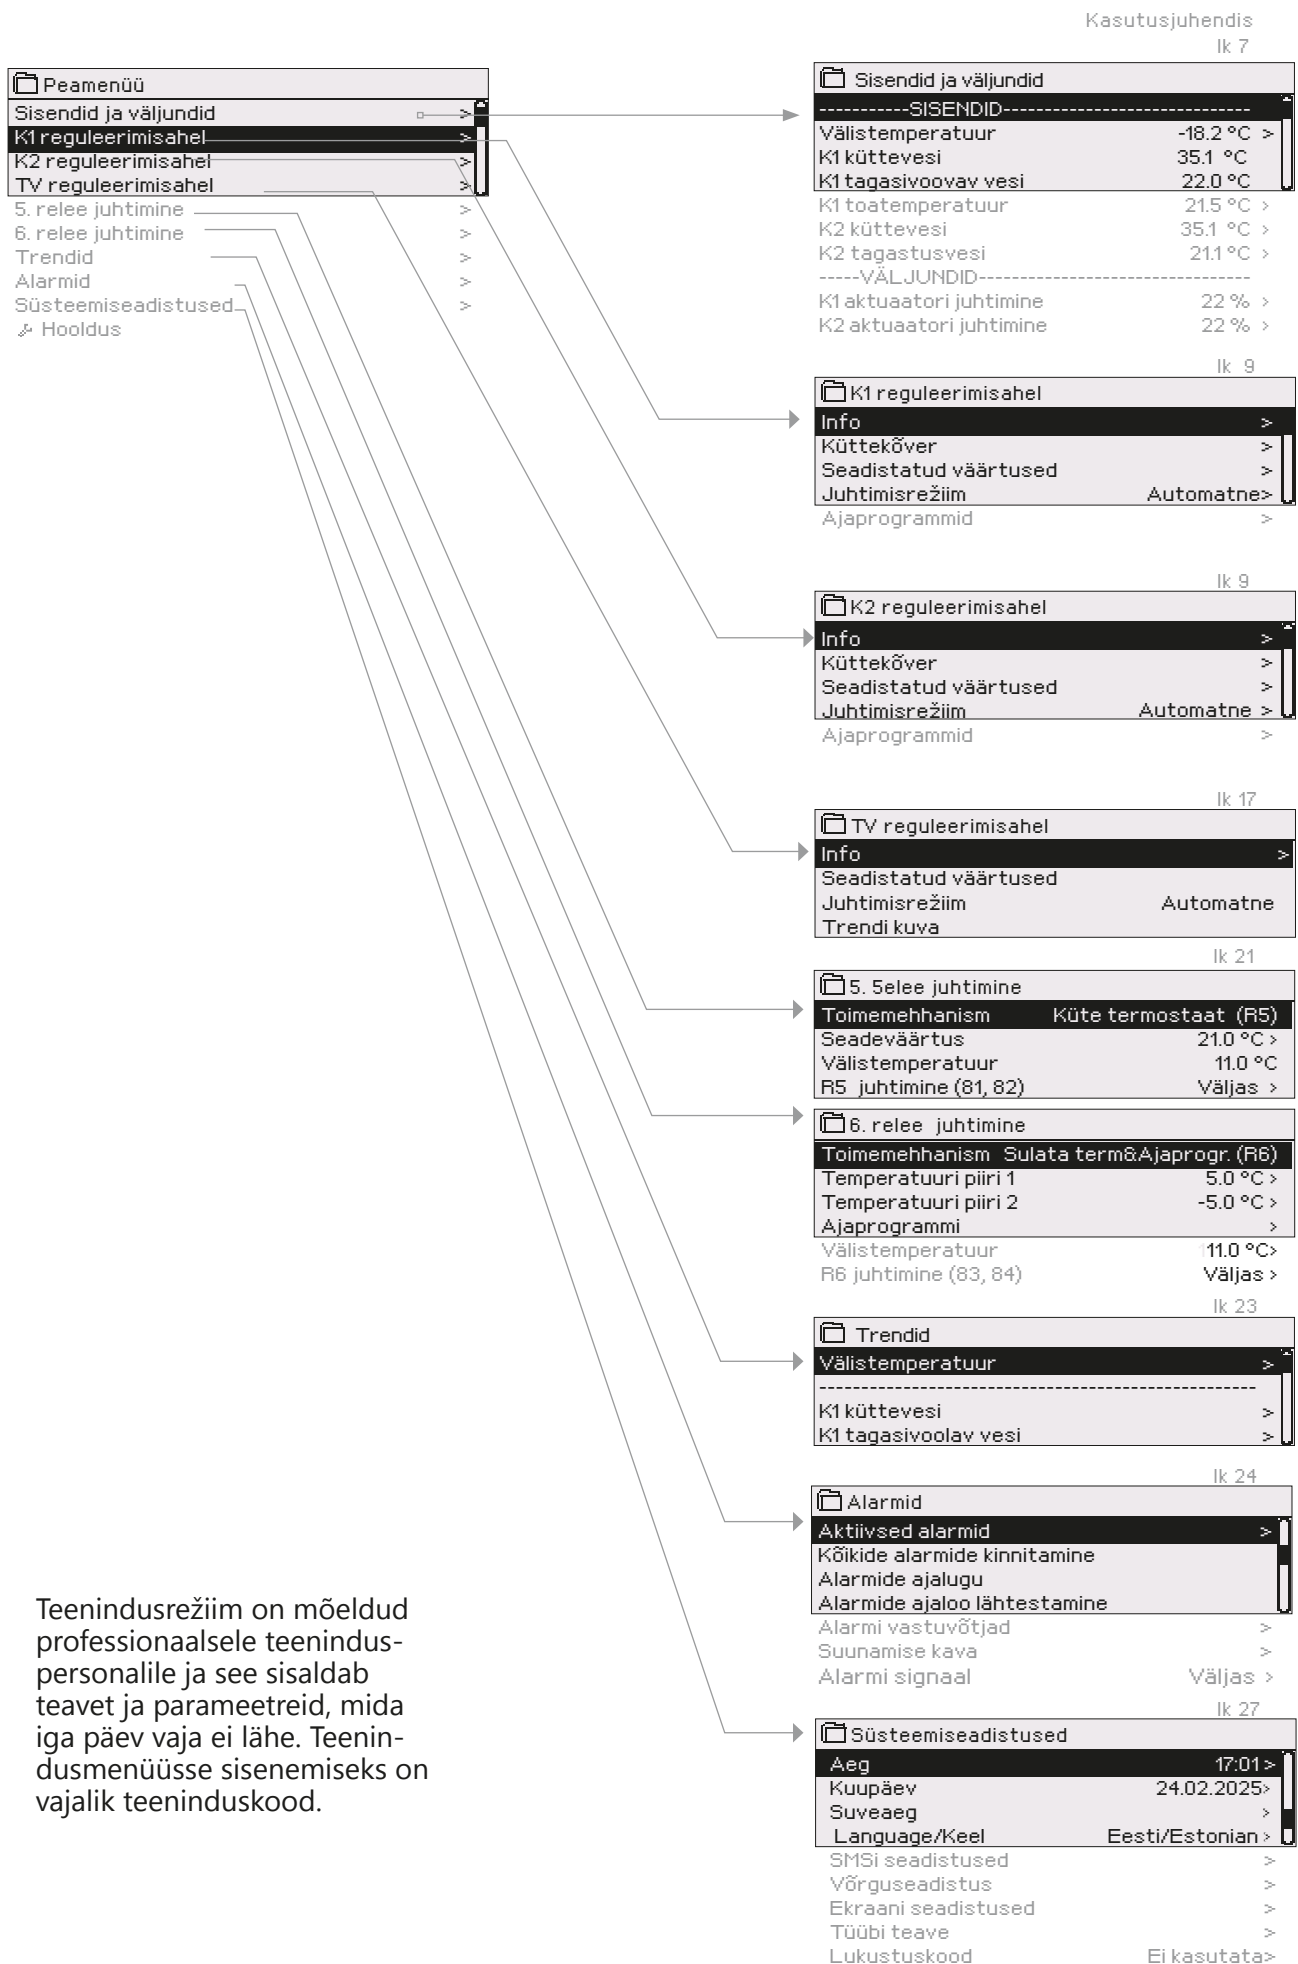 Kasutusjuhendis
lk 7
Peamenüü
Sisendid ja väljundid >
K1 reguleerimisahel >
K2 reguleerimisahel >
TV reguleerimisahel >
5. relee juhtimine >
6. relee juhtimine >
Trendid >
Alarmid >
Süsteemiseadistused >
Hooldus
Sisendid ja väljundid
-----------SISENDID------------------------------
Välistemperatuur -18.2 °C >
K1 küttevesi 35.1 °C
K1 tagasivoovav vesi 22.0 °C
K1 toatemperatuur 21.5 °C >
K2 küttevesi 35.1 °C >
K2 tagastusvesi 21.1 °C >
-----VÄLJUNDID---------------------------------
K1 aktuaatori juhtimine 22 % >
K2 aktuaatori juhtimine 22 % >
lk 9
K1 reguleerimisahel
Info >
Küttekõver >
Seadistatud väärtused >
Juhtimisrežiim Automatne>
Ajaprogrammid >
lk 9
K2 reguleerimisahel
Info >
Küttekõver >
Seadistatud väärtused >
Juhtimisrežiim Automatne >
Ajaprogrammid >
lk 17
TV reguleerimisahel
Info >
Seadistatud väärtused
Juhtimisrežiim Automatne
Trendi kuva
lk 21
5. 5elee juhtimine
Toimemehhanism Küte termostaat (R5)
Seadeväärtus 21.0 °C >
Välistemperatuur 11.0 °C
R5 juhtimine (81, 82) Väljas >
6. relee juhtimine
Toimemehhanism Sulata term&Ajaprogr. (R6)
Temperatuuri piiri 1 5.0 °C >
Temperatuuri piiri 2 -5.0 °C >
Ajaprogrammi >
Välistemperatuur 11.0 °C>
R6 juhtimine (83, 84) Väljas >
lk 23
Trendid
Välistemperatuur >
-----------------------------------------------------
K1 küttevesi >
K1 tagasivoolav vesi >
lk 24
Alarmid
Aktiivsed alarmid >
Kõikide alarmide kinnitamine
Alarmide ajalugu
Alarmide ajaloo lähtestamine
Alarmi vastuvõtjad >
Suunamise kava >
Alarmi signaal Väljas >
lk 27
Süsteemiseadistused
Aeg 17:01 >
Kuupäev 24.02.2025>
Suveaeg >
Language/Keel Eesti/Estonian >
SMSi seadistused >
Võrguseadistus >
Ekraani seadistused >
Tüübi teave >
Lukustuskood Ei kasutata>
Teenindusrežiim on mõeldud
professionaalsele teenindus-
personalile ja see sisaldab
teavet ja parameetreid, mida
iga päev vaja ei lähe. Teenin-
dusmenüüsse sisenemiseks on
vajalik teeninduskood.